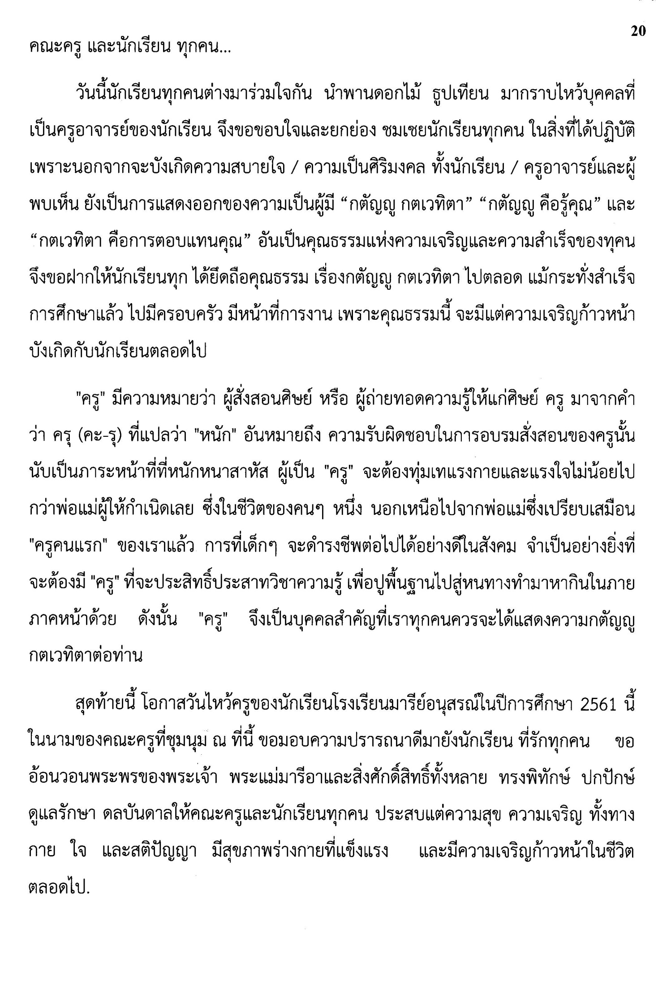 20
คณะครู และนักเรียน ทุกคน...
วันนี้นักเรียนทุกคนต่างมาร่วมใจกัน นำพานดอกไม้ ธูปเทียน มากราบไหว้บุคคลที่
เป็นครูอาจารย์ของนักเรียน จึงขอขอบใจและยกย่อง ชมเชยนักเรียนทุกคน ในสิ่งที่ได้ปฏิบัติ
เพราะนอกจากจะบังเกิดความสบายใจ / ความเป็นศิริมงคล ทั้งนักเรียน / ครูอาจารย์และผู้
พบเห็น ยังเป็นการแสดงออกของความเป็นผู้มี “กตัญญู กตเวทิตา” “กตัญญู คือรู้คุณ” และ
“กตเวทิตา คือการตอบแทนคุณ” อันเป็นคุณธรรมแห่งความเจริญและความสำเร็จของทุคน
จึงขอฝากให้นักเรียนทุก ได้ยึดถือคุณธรรม เรื่องกตัญญู กตเวทิตา ไปตลอด แม้กระทั่งสำเร็จ
การศึกษาแล้ว ไปมีครอบครัว มีหน้าที่การงาน เพราะคุณธรรมนี้ จะมีแต่ความเจริญก้าวหน้า
บังเกิดกับนักเรียนตลอดไป
"ครู" มีความหมายว่า ผู้สั่งสอนศิษย์ หรือ ผู้ถ่ายทอดความรู้ให้แก่ศิษย์ ครู มาจากคำ
ว่า ครุ (คะ-รุ) ที่แปลว่า "หนัก" อันหมายถึง ความรับผิดชอบในการอบรมสั่งสอนของครูนั้น
นับเป็นภาระหน้าที่ที่หนักหนาสาหัส ผู้เป็น "ครู" จะต้องทุ่มเทแรงกายและแรงใจไม่น้อยไป
กว่าพ่อแม่ผู้ให้กำเนิดเลย ซึ่งในชีวิตของคนๆ หนึ่ง นอกเหนือไปจากพ่อแม่ซึ่งเปรียบเสมือน
"ครูคนแรก" ของเราแล้ว การที่เด็กๆ จะดำรงชีพต่อไปได้อย่างดีในสังคม จำเป็นอย่างยิ่งที่
จะต้องมี "ครู" ที่จะประสิทธิ์ประสาทวิชาความรู้ เพื่อปูพื้นฐานไปสู่หนทางทำมาหากินในภาย
ภาคหน้าด้วย ดังนั้น "ครู" จึงเป็นบุคคลสำคัญที่เราทุกคนควรจะได้แสดงความกตัญญู
กตเวทิตาต่อท่าน
สุดท้ายนี้ โอกาสวันไหว้ครูของนักเรียนโรงเรียนมารีย์อนุสรณ์ในปีการศึกษา 2561 นี้
ในนามของคณะครูที่ชุมนุม ณ ที่นี้ ขอมอบความปรารถนาดีมายังนักเรียน ที่รักทุกคน ขอ
อ้อนวอนพระพรของพระเจ้า พระแม่มารีอาและสิ่งศักดิ์สิทธิ์ทั้งหลาย ทรงพิทักษ์ ปกปักษ์
ดูแลรักษา ดลบันดาลให้คณะครูและนักเรียนทุกคน ประสบแต่ความสุข ความเจริญ ทั้งทาง
กาย ใจ และสติปัญญา มีสุขภาพร่างกายที่แข็งแรง และมีความเจริญก้าวหน้าในชีวิต
ตลอดไป.